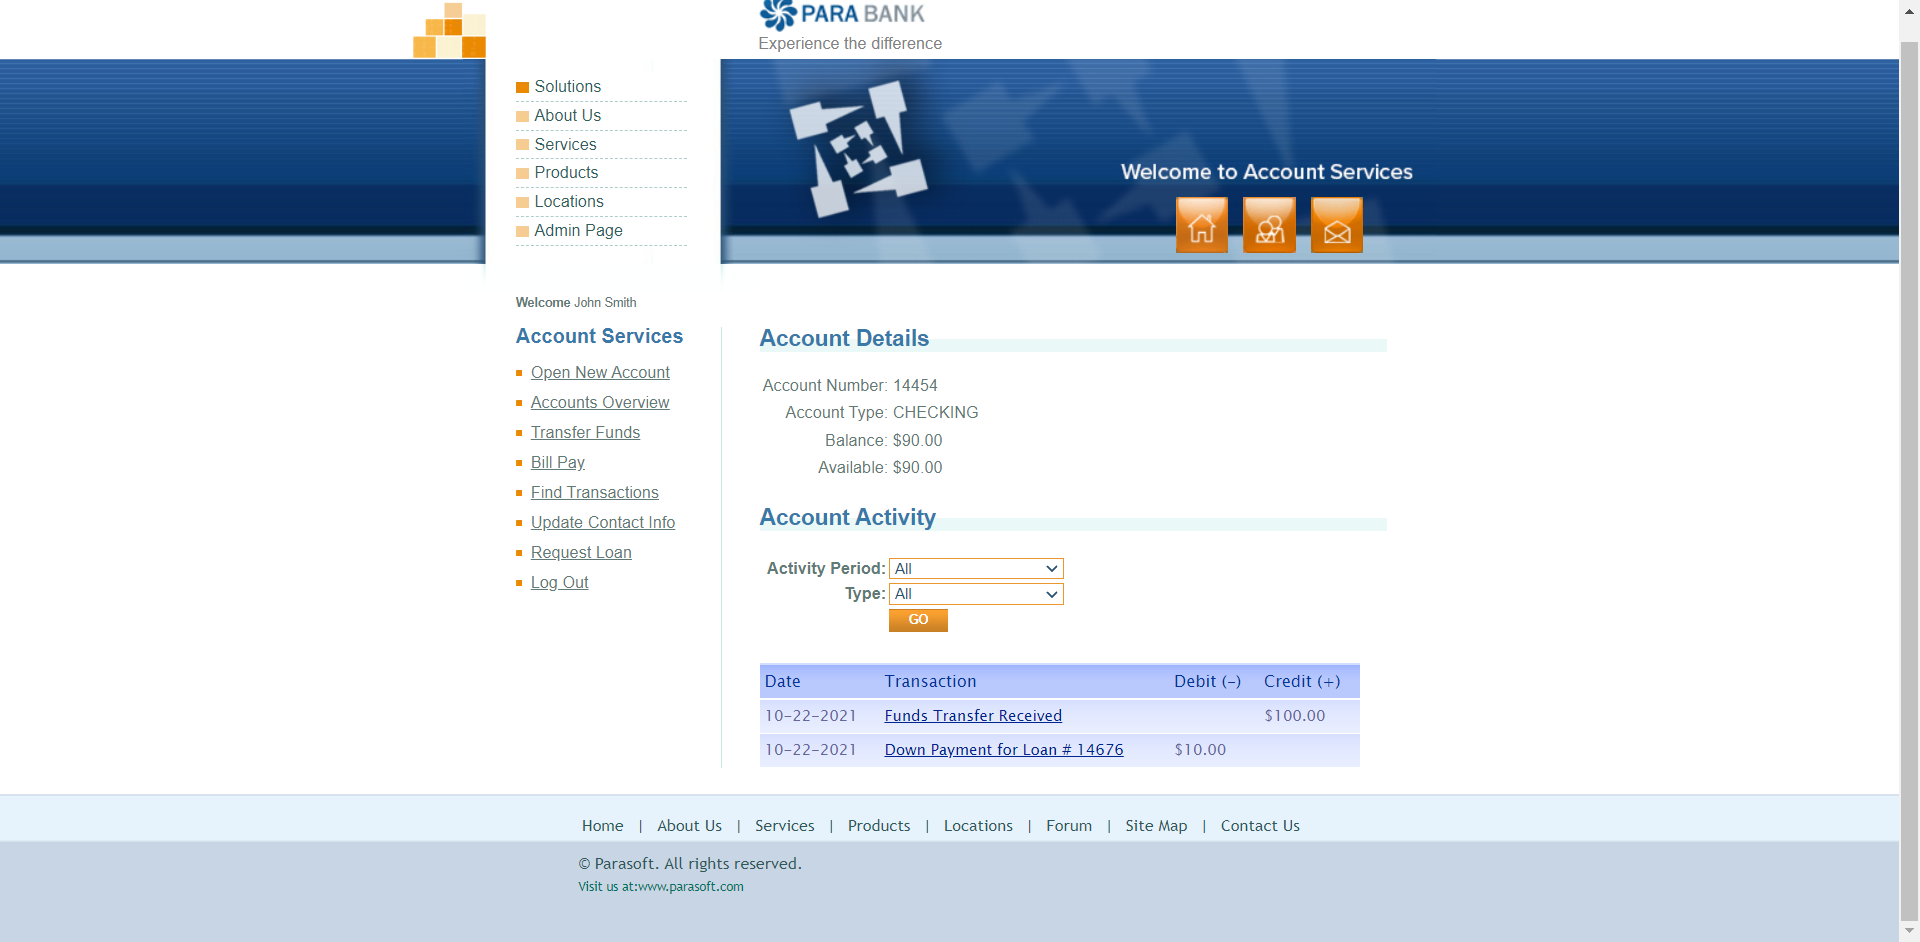 PARA BANK
Experience the difference
Solutions
About Us
Services
Products
Locations
Admin Page
Welcome to Account Services
Welcome John Smith
Account Services
Open New Account
Accounts Overview
Transfer Funds
Bill Pay
Find Transactions
Update Contact Info
Request Loan
Log Out
Account Details
Account Number: 14454
Account Type: CHECKING
Balance: $90.00
Available: $90.00
Account Activity
Activity Period: All
Type: All
GO
Date Transaction Debit (-) Credit (+)
10-22-2021 Funds Transfer Received $100.00
10-22-2021 Down Payment for Loan # 14676 $10.00
Home | About Us | Services | Products | Locations | Forum | Site Map | Contact Us
© Parasoft. All rights reserved.
Visit us at:www.parasoft.com